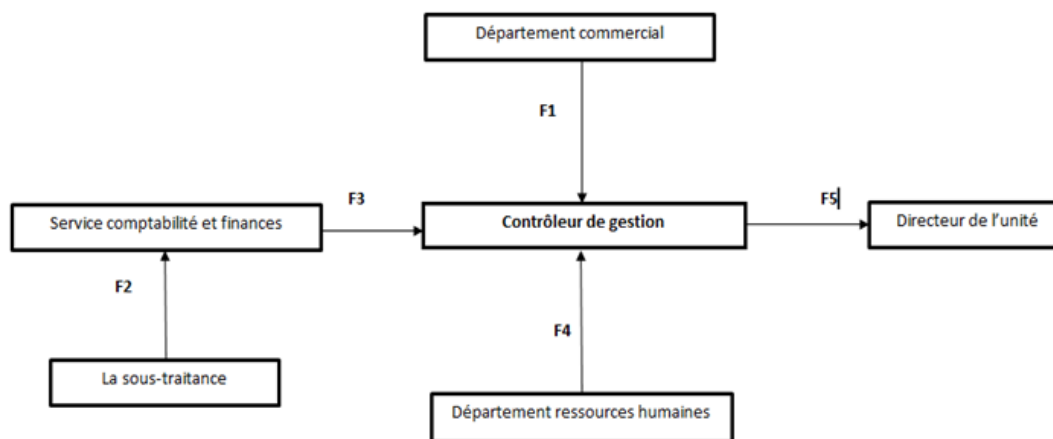 Département commercial
F1
F3
F5
Service comptabilité et finances
Contrôleur de gestion
Directeur de l'unité
F2
F4
La sous-traitance
Département ressources humaines